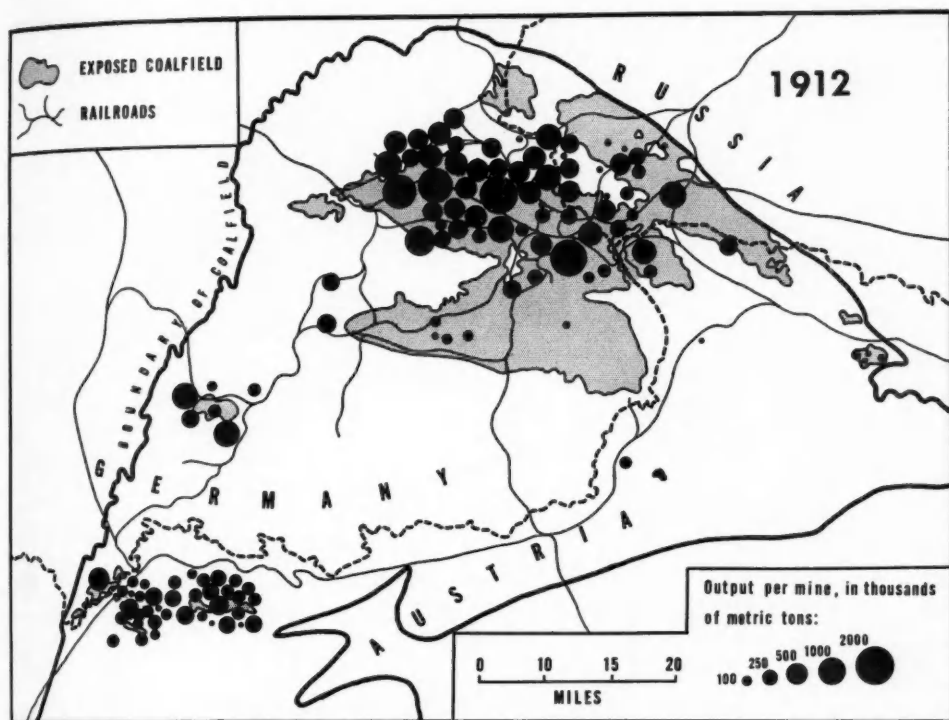 EXPOSED COALFIELD
RAILROADS
1912
RUSSIA
BOUNDARY OF COALFIELD
GERMANY
AUSTRIA
Output per mine, in thousands
of metric tons:
100 250 500 1000 2000
0 10 15 20
MILES